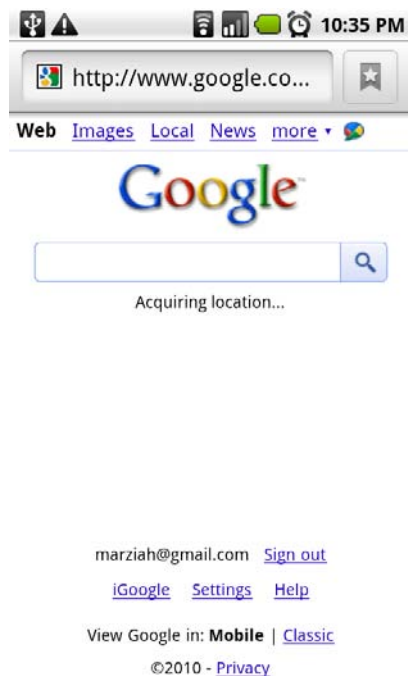 10:35 PM
http://www.google.co...
Web Images Local News more
Google™
Acquiring location...
marziah@gmail.com Sign out
iGoogle Settings Help
View Google in: Mobile | Classic
©2010 - Privacy